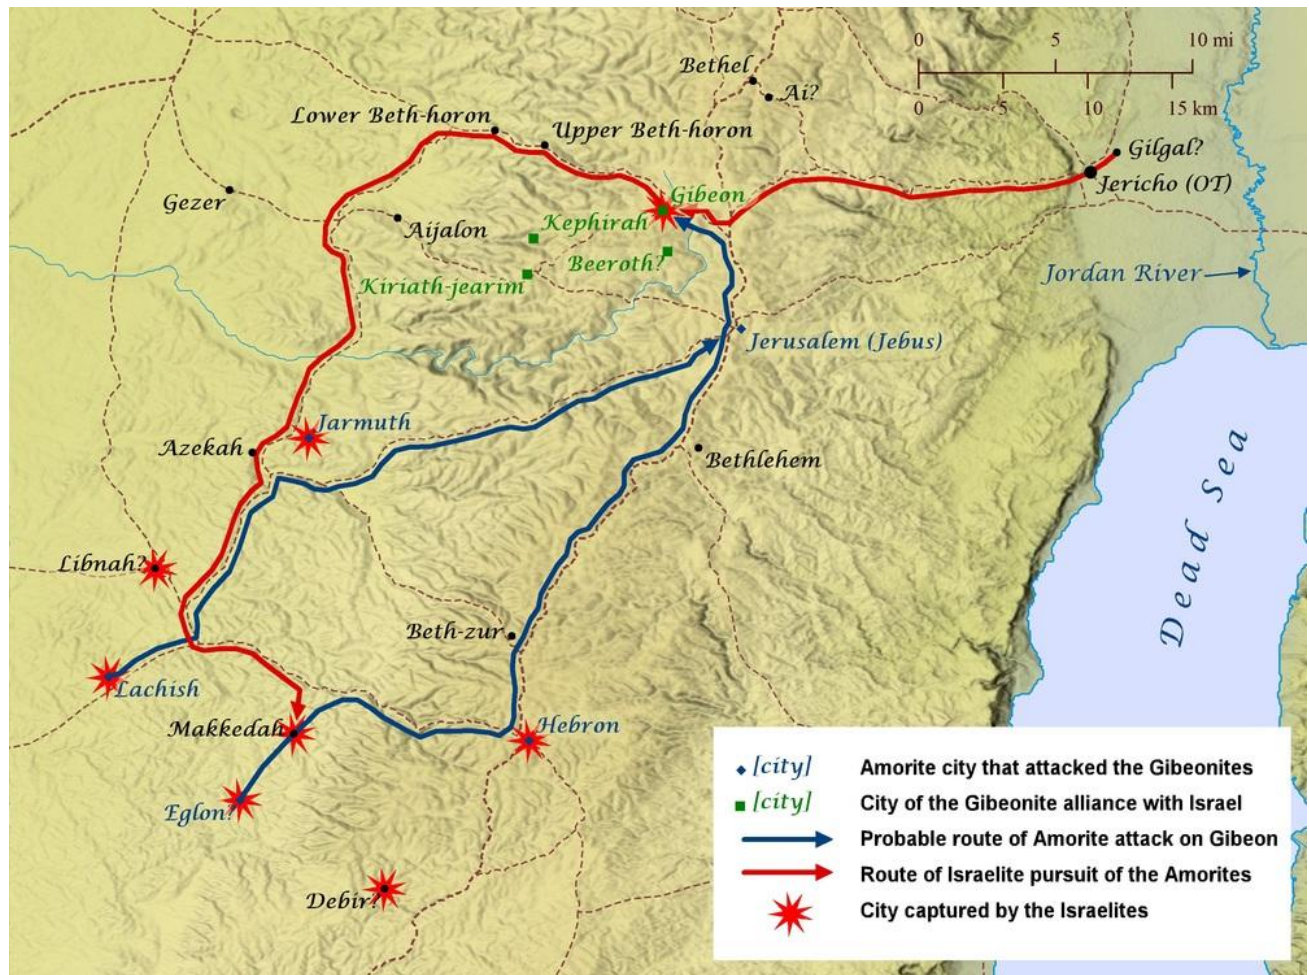 0 5 10 mi
10 15 km
Bethel
Ai?
Lower Beth-horon
Upper Beth-horon
Gilgal?
Jericho (OT)
Gezer
Gibeon
Aijalon
Kephirah
Beeroth?
Kiriath-jearim
Jordan River
Jerusalem (Jebus)
Jarmuth
Azekah
Bethlehem
Dead Sea
Libnah?
Beth-zur
Lachish
Makkedah
Hebron
Eglon?
Debir?
[city] Amorite city that attacked the Gibeonites
[city] City of the Gibeonite alliance with Israel
Probable route of Amorite attack on Gibeon
Route of Israelite pursuit of the Amorites
City captured by the Israelites